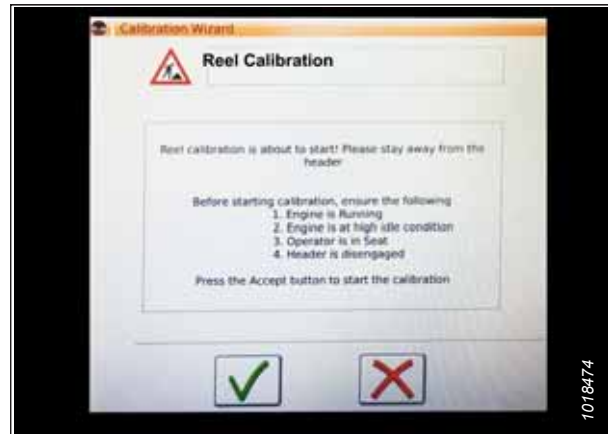 Calibration Wizard
Reel Calibration
Reel calibration is about to start! Please stay away from the
header
Before starting calibration, ensure the following
1. Engine is Running
2. Engine is at high idle condition
3. Operator is in Seat
4. Header is disengaged
Press the Accept button to start the calibration
1018474